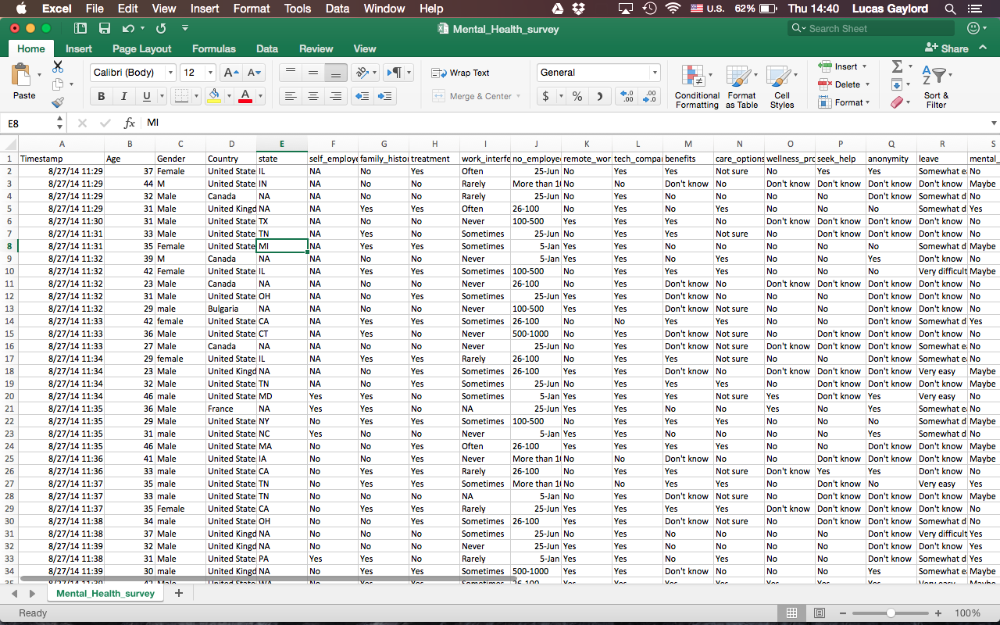 Excel File Edit View Insert Format Tools Data Window Help U.S. 62% Thu 14:40 Lucas Gaylord
Mental_Health_survey Search Sheet
Home Insert Page Layout Formulas Data Review View Share
Paste Calibri (Body) 12 A A Wrap Text General Insert
B I U A Merge & Center $ % Conditional Formatting Format as Table Cell Styles Delete Format Sort & Filter
E8 fx MI
A B C D E F G H I J K L M N O P Q R S
1 Timestamp Age Gender Country state self_employe family_histo treatment work_interfe no_employe remote_wor tech_compai benefits care_options wellness_pro seek_help anonymity leave mental_
2 8/27/14 11:29 37 Female United State IL NA No Yes Often 25-Jun No Yes Yes Not sure No Yes Yes Somewhat ea No
3 8/27/14 11:29 44 M United State IN NA No No Rarely More than 10 No No Don't know No Don't know Don't know Don't know Don't know Maybe
4 8/27/14 11:29 32 Male Canada NA NA No No Rarely 25-Jun No Yes No No No No Don't know Somewhat d No
5 8/27/14 11:29 31 Male United Kingd NA NA Yes Yes Often 26-100 No Yes No Yes No No No Somewhat d Yes
6 8/27/14 11:30 31 Male United State TX NA No No Never 100-500 Yes Yes Yes No Don't know Don't know Don't know Don't know No
7 8/27/14 11:31 33 Male United State TN NA Yes No Sometimes 25-Jun No Yes Yes Not sure No Don't know Don't know Don't know No
8 8/27/14 11:31 35 Female United State MI NA Yes Yes Sometimes 5-Jan Yes Yes No No No No No Somewhat d Maybe
9 8/27/14 11:32 39 M Canada NA NA No No Never 5-Jan Yes Yes No Yes No No Yes Don't know No
10 8/27/14 11:32 42 Female United State IL NA Yes Yes Sometimes 100-500 No Yes Yes Yes No No No Very difficult Maybe
11 8/27/14 11:32 23 Male Canada NA NA No No Never 26-100 No Yes Don't know No Don't know Don't know Don't know Don't know No
12 8/27/14 11:32 31 Male United State OH NA No Yes Sometimes 25-Jun Yes Yes Don't know No No No Don't know Don't know No
13 8/27/14 11:32 29 male Bulgaria NA NA No No Never 100-500 Yes Yes Don't know Not sure No No Don't know Don't know No
14 8/27/14 11:33 42 female United State CA NA Yes Yes Sometimes 26-100 No No Yes Yes No No Don't know Somewhat d Yes
15 8/27/14 11:33 36 Male United State CT NA Yes No Never 500-1000 No Yes Don't know Not sure No Don't know Don't know Don't know No
16 8/27/14 11:33 27 Male Canada NA NA No No Never 25-Jun No Yes Don't know Not sure Don't know Don't know Don't know Somewhat ea No
17 8/27/14 11:34 29 female United State IL NA Yes Yes Rarely 26-100 No Yes Yes Not sure No No Don't know Somewhat ea No
18 8/27/14 11:34 23 Male United Kingd NA NA No Yes Sometimes 26-100 Yes Yes Don't know No Don't know Don't know Don't know Very easy Maybe
19 8/27/14 11:34 32 Male United State TN NA No Yes Sometimes 25-Jun No Yes Yes Yes No Don't know Don't know Don't know Maybe
20 8/27/14 11:34 46 male United State MD Yes Yes No Sometimes 5-Jan Yes Yes Yes Not sure Yes Don't know Yes Very easy No
21 8/27/14 11:35 36 Male France NA Yes Yes No NA 25-Jun Yes Yes No No Yes No Yes Somewhat ea No
22 8/27/14 11:35 29 Male United State NY No Yes Yes Sometimes 100-500 No Yes Yes Yes No No No Somewhat d Maybe
23 8/27/14 11:35 31 male United State NC Yes No No Never 5-Jan Yes Yes No No No No Yes Somewhat d No
24 8/27/14 11:35 46 Male United State MA No No Yes Often 26-100 Yes Yes Yes Yes No No Don't know Don't know Maybe
25 8/27/14 11:36 41 Male United State IA No No Yes Never More than 10 No No Don't know No No Don't know Don't know Don't know Maybe
26 8/27/14 11:36 33 male United State CA No Yes Yes Rarely 26-100 No Yes Yes Not sure Don't know Yes Yes Don't know No
27 8/27/14 11:37 35 male United State TN No Yes Yes Sometimes More than 10 No No Yes Yes No Don't know No Very easy Yes
28 8/27/14 11:37 33 male United State TN No No No NA 5-Jan No Yes Don't know Not sure No Don't know Don't know Don't know Maybe
29 8/27/14 11:37 35 Female United State CA No Yes Yes Rarely 25-Jun Yes Yes Yes Yes Don't know Don't know Don't know Don't know No
30 8/27/14 11:38 34 male United State OH No No Yes Sometimes 26-100 Yes Yes Don't know Not sure No Don't know Don't know Somewhat d No
31 8/27/14 11:38 37 Male United Kingd NA No No No Sometimes 25-Jun No Yes No No No No Don't know Very difficult Yes
32 8/27/14 11:39 32 Male United Kingd NA No No No Never 25-Jun Yes Yes No No No No Don't know Don't know Yes
33 8/27/14 11:38 31 Male United State PA Yes Yes No Rarely 5-Jan Yes Yes No Yes No No Don't know Somewhat d Yes
34 8/27/14 11:39 30 male United State NA No Yes Yes Sometimes 500-1000 Yes Yes Don't know No No Yes Yes Somewhat ea Maybe
Mental_Health_survey
Ready 100%